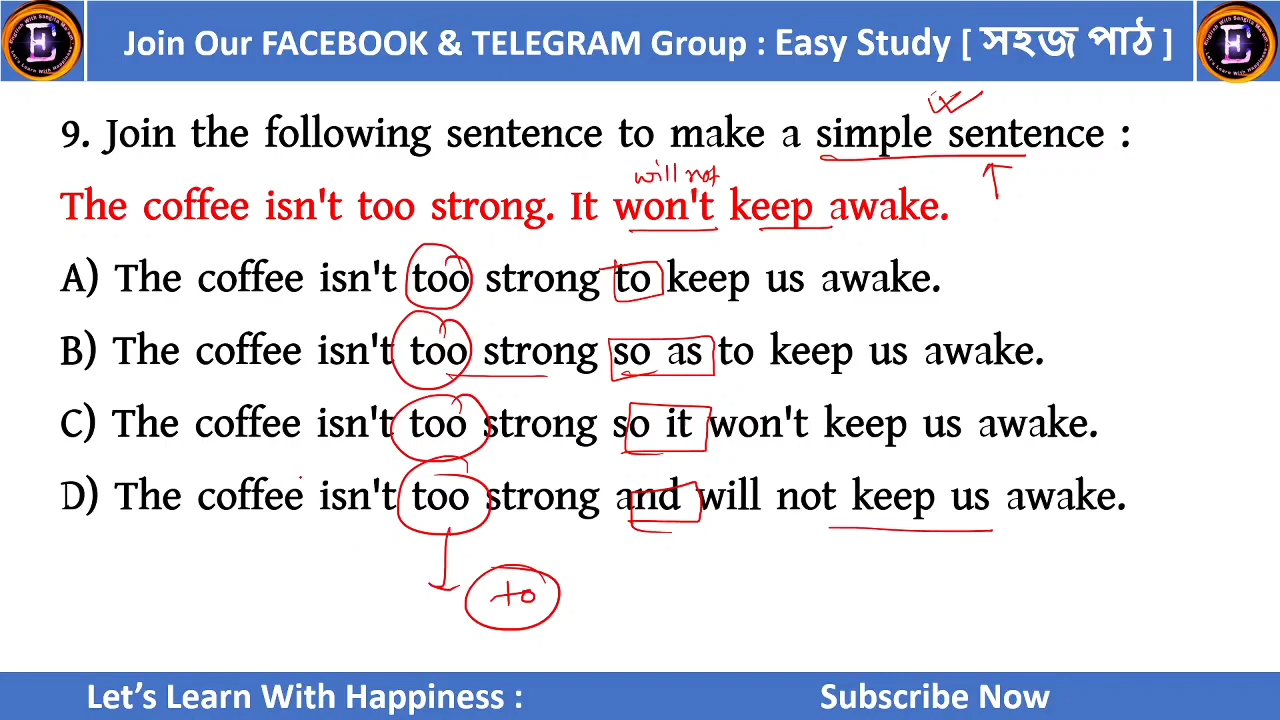 Join Our FACEBOOK & TELEGRAM Group : Easy Study [ সহজ পাঠ ]
9. Join the following sentence to make a simple sentence :
will not
The coffee isn't too strong. It won't keep awake.
A) The coffee isn't too strong to keep us awake.
B) The coffee isn't too strong so as to keep us awake.
C) The coffee isn't too strong so it won't keep us awake.
D) The coffee isn't too strong and will not keep us awake.
to
Let's Learn With Happiness :
Subscribe Now